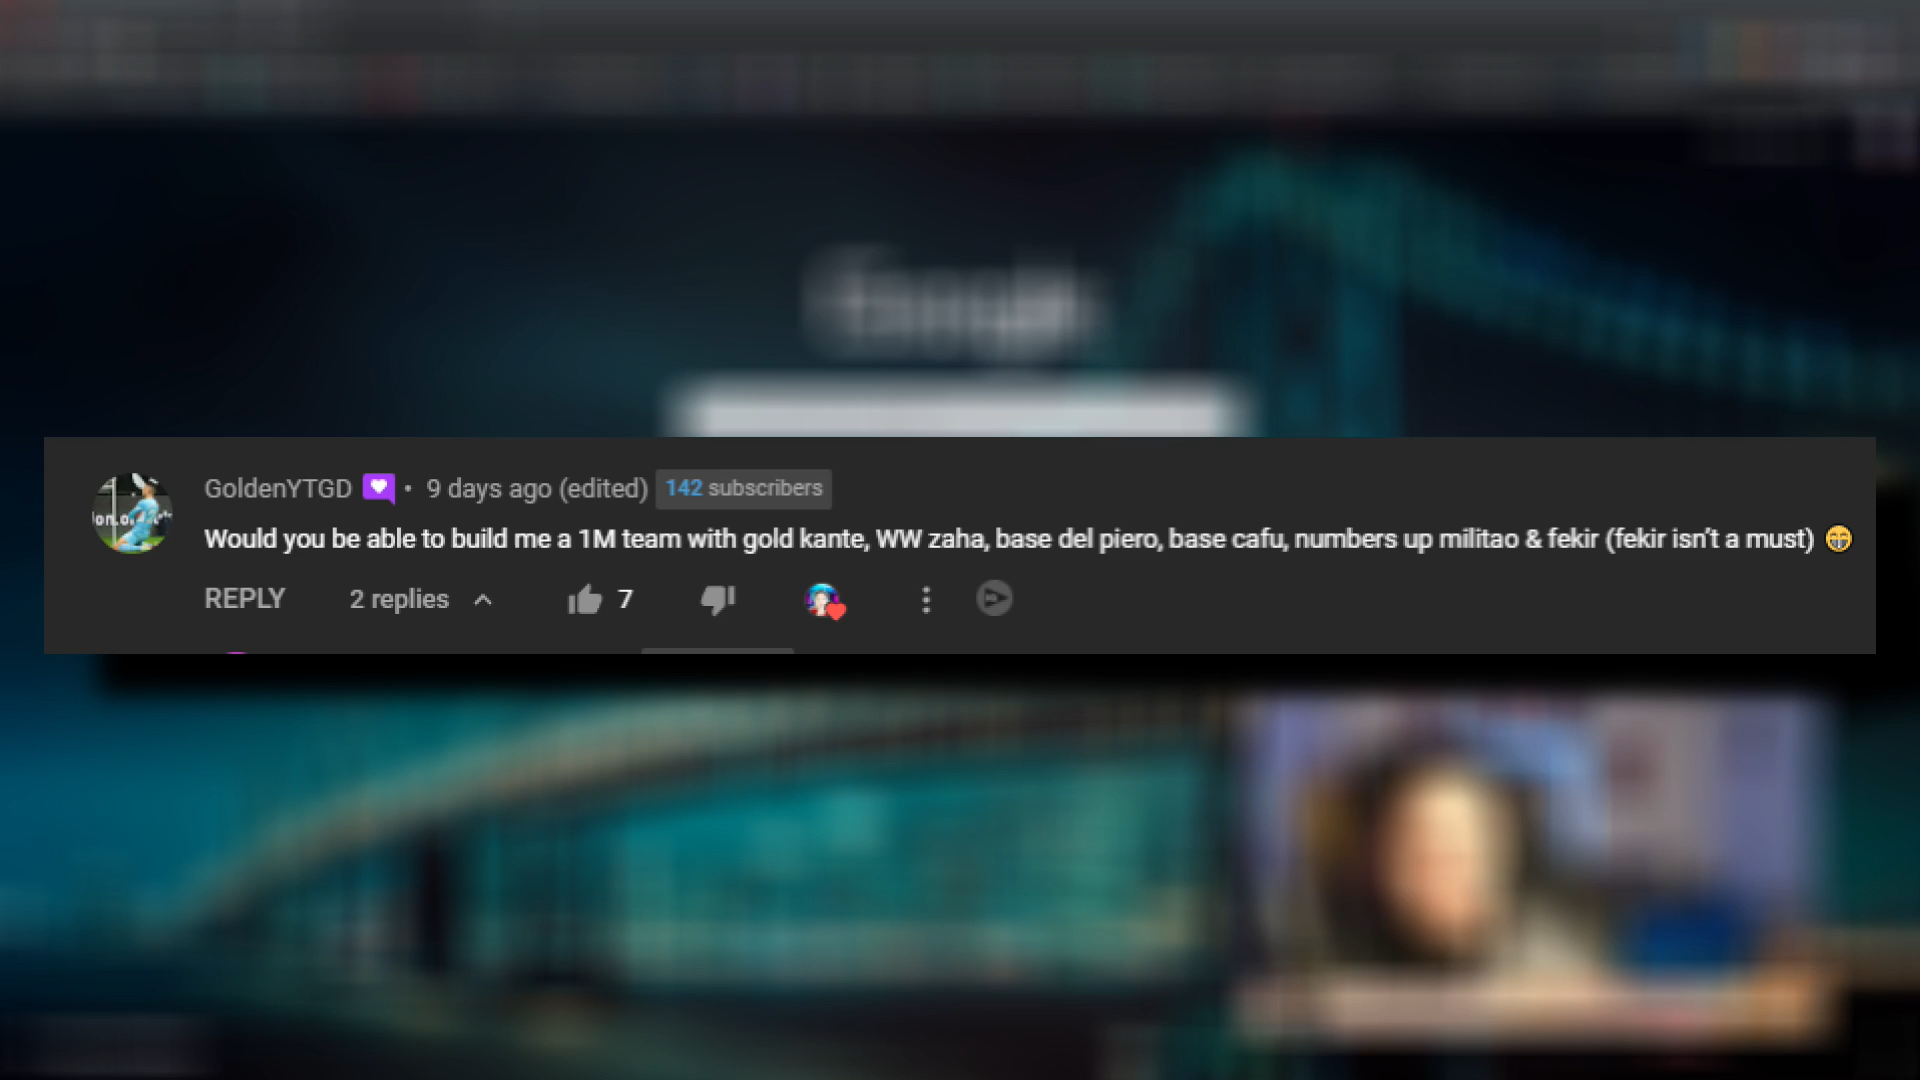 GoldenYTGD • 9 days ago (edited) 142 subscribers
Would you be able to build me a 1M team with gold kante, WW zaha, base del piero, base cafu, numbers up militao & fekir (fekir isn't a must) 😁
REPLY 2 replies 7